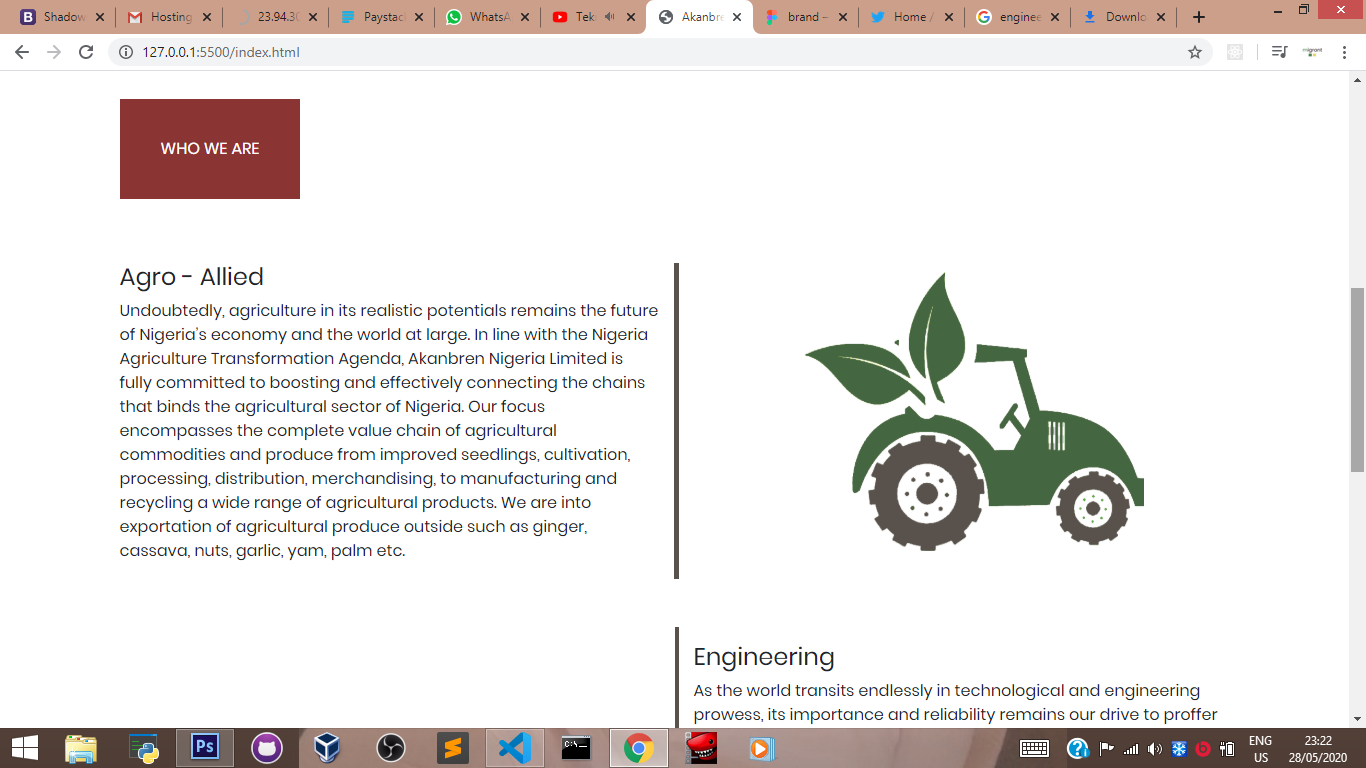 Shadow
Hosting
23.94.30
Paystac
WhatsA
Tek
Akanbre
brand –
Home /
enginee
Downlo
127.0.0.1:5500/index.html
WHO WE ARE
Agro - Allied
Undoubtedly, agriculture in its realistic potentials remains the future
of Nigeria's economy and the world at large. In line with the Nigeria
Agriculture Transformation Agenda, Akanbren Nigeria Limited is
fully committed to boosting and effectively connecting the chains
that binds the agricultural sector of Nigeria. Our focus
encompasses the complete value chain of agricultural
commodities and produce from improved seedlings, cultivation,
processing, distribution, merchandising, to manufacturing and
recycling a wide range of agricultural products. We are into
exportation of agricultural produce outside such as ginger,
cassava, nuts, garlic, yam, palm etc.
Engineering
As the world transits endlessly in technological and engineering
prowess, its importance and reliability remains our drive to proffer
Ps
ENG
US
23:22
28/05/2020